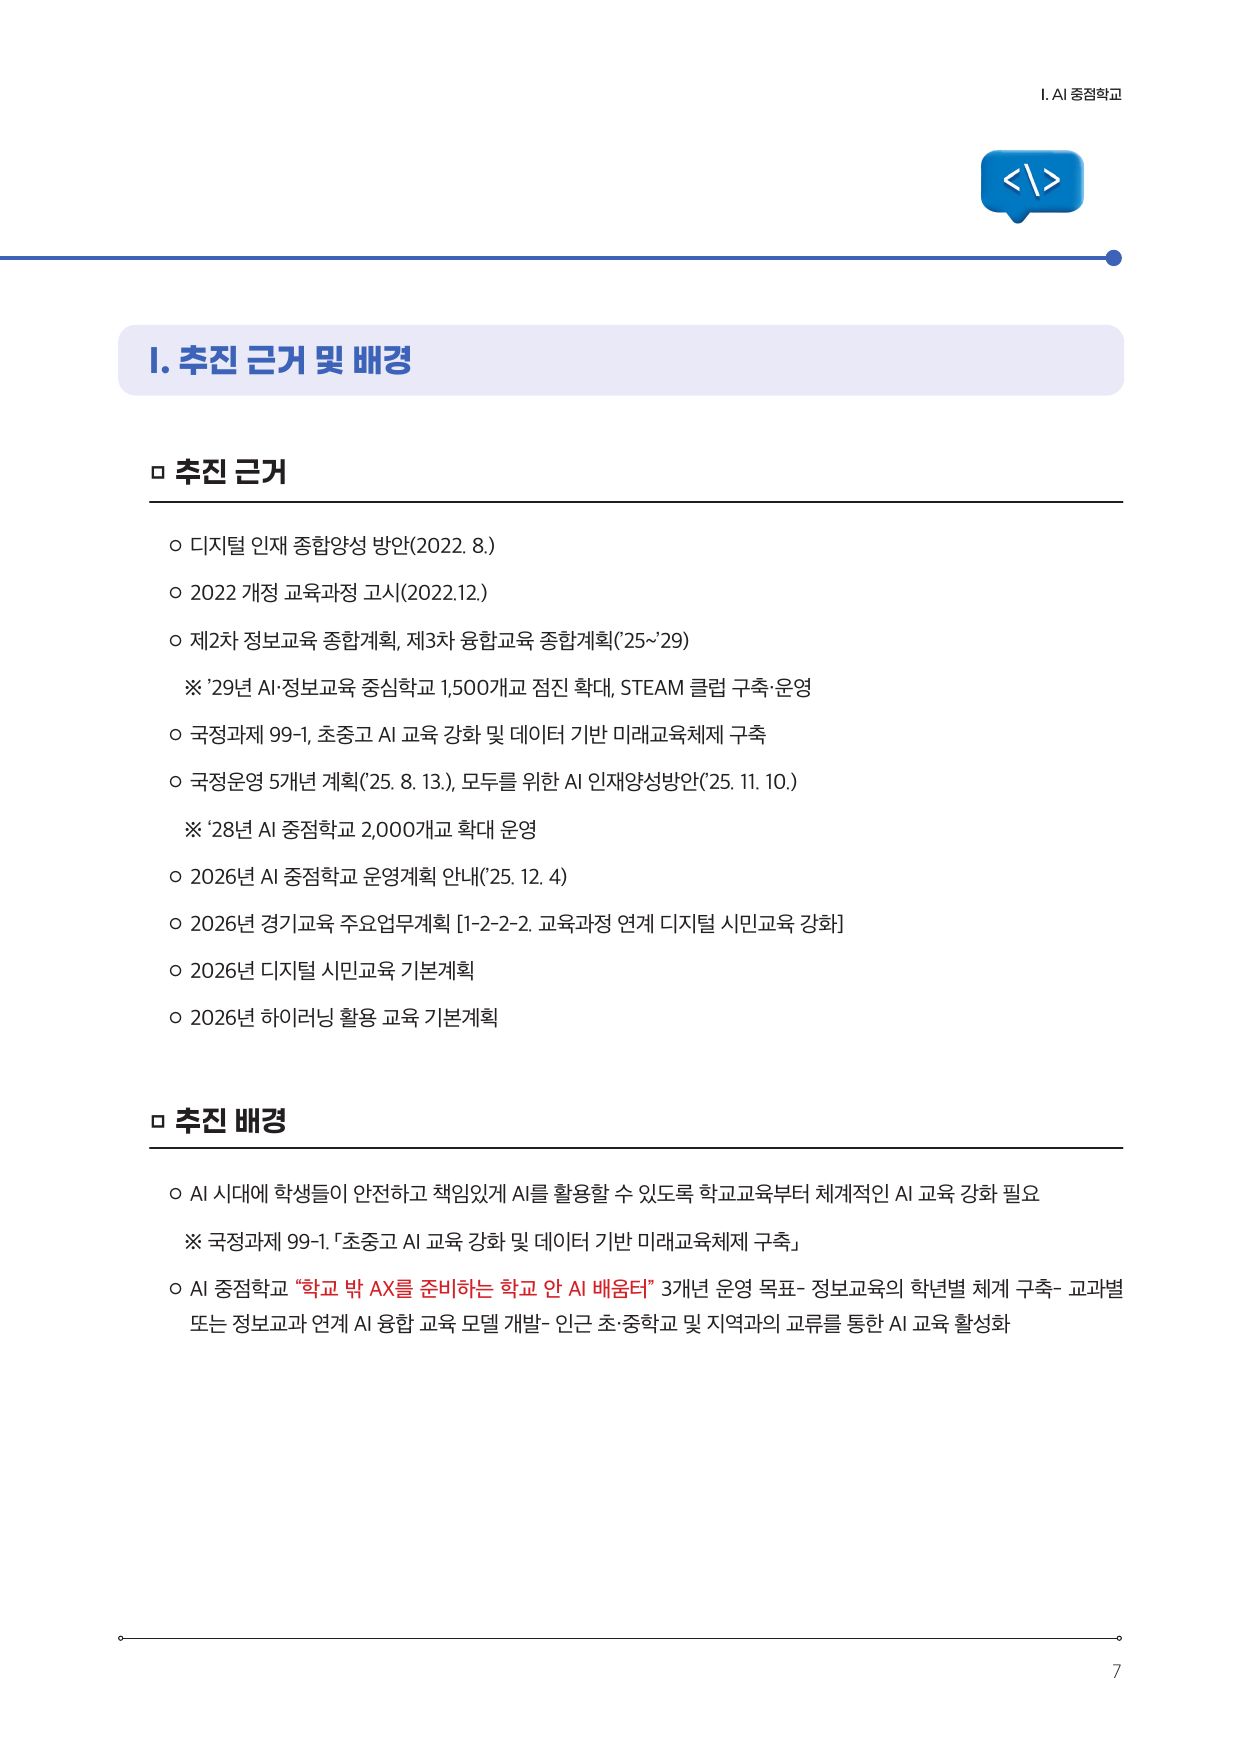 I. AI 중점학교
<\>
I. 추진 근거 및 배경
□ 추진 근거
○ 디지털 인재 종합양성 방안(2022. 8.)
○ 2022 개정 교육과정 고시(2022.12.)
○ 제2차 정보교육 종합계획, 제3차 융합교육 종합계획(’25~’29)
※ ’29년 AI·정보교육 중심학교 1,500개교 점진 확대, STEAM 클럽 구축·운영
○ 국정과제 99-1, 초중고 AI 교육 강화 및 데이터 기반 미래교육체제 구축
○ 국정운영 5개년 계획(’25. 8. 13.), 모두를 위한 AI 인재양성방안(’25. 11. 10.)
※ ‘28년 AI 중점학교 2,000개교 확대 운영
○ 2026년 AI 중점학교 운영계획 안내(’25. 12. 4)
○ 2026년 경기교육 주요업무계획 [1-2-2-2. 교육과정 연계 디지털 시민교육 강화]
○ 2026년 디지털 시민교육 기본계획
○ 2026년 하이러닝 활용 교육 기본계획
□ 추진 배경
○ AI 시대에 학생들이 안전하고 책임있게 AI를 활용할 수 있도록 학교교육부터 체계적인 AI 교육 강화 필요
※ 국정과제 99-1.「초중고 AI 교육 강화 및 데이터 기반 미래교육체제 구축」
○ AI 중점학교 “학교 밖 AX를 준비하는 학교 안 AI 배움터” 3개년 운영 목표- 정보교육의 학년별 체계 구축- 교과별
또는 정보교과 연계 AI 융합 교육 모델 개발- 인근 초·중학교 및 지역과의 교류를 통한 AI 교육 활성화
7